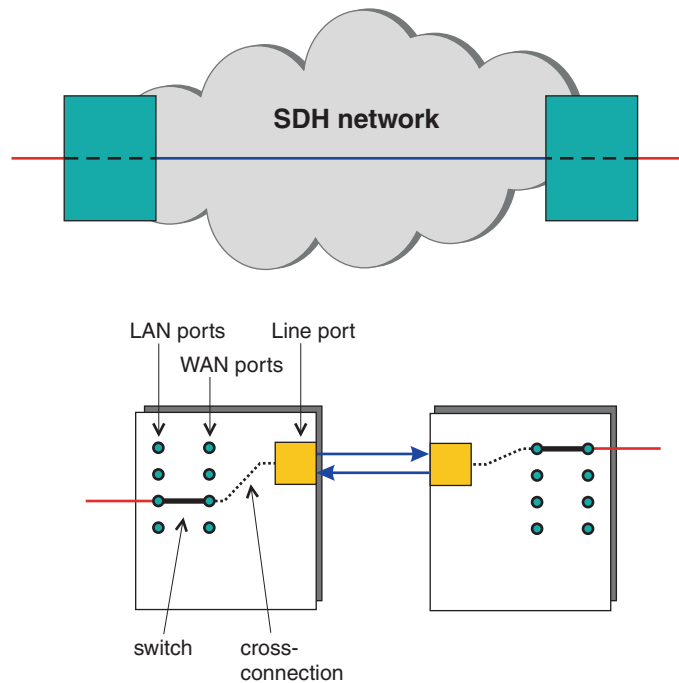 SDH network
LAN ports
Line port
WAN ports
switch
cross-
connection